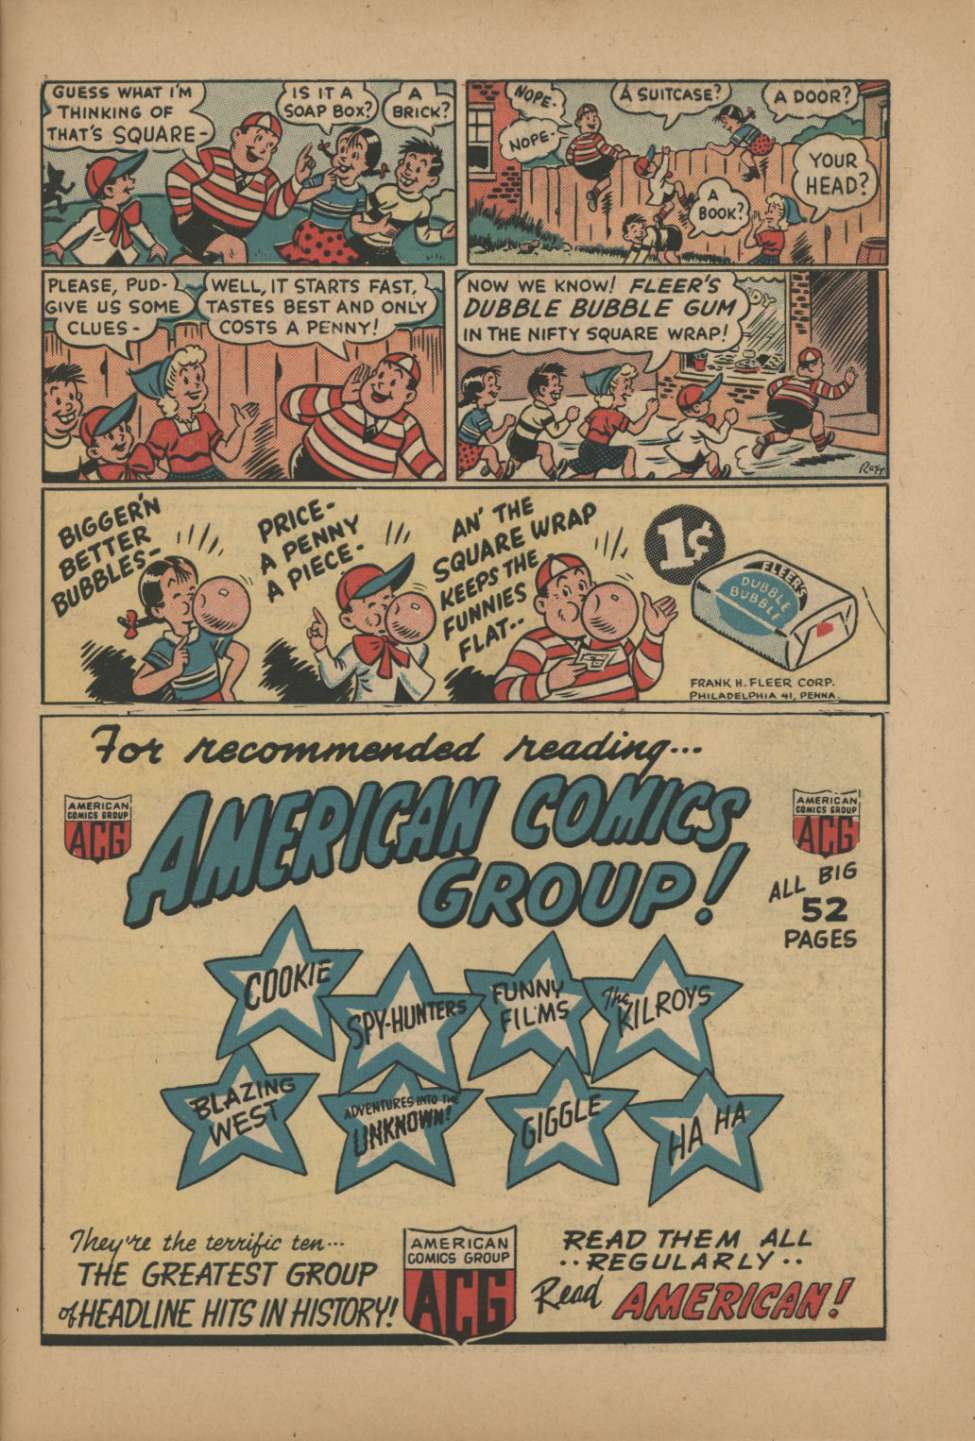 GUESS WHAT I'M
THINKING OF
THAT'S SQUARE-
IS IT A
SOAP BOX?
A
BRICK?
NOPE-
NOPE-
A SUITCASE?
A DOOR?
A
BOOK?
YOUR
HEAD?
PLEASE, PUD-
GIVE US SOME
CLUES-
WELL, IT STARTS FAST,
TASTES BEST AND ONLY
COSTS A PENNY!
NOW WE KNOW! FLEER'S
DUBBLE BUBBLE GUM
IN THE NIFTY SQUARE WRAP!
DY
BIGGER'N
BETTER
BUBBLES-
PRICE-
A PENNY
A PIECE-
AN' THE
SQUARE WRAP
KEEPS THE
FUNNIES
FLAT--
1¢
FLEER'S
DUBBLE
BUBBLE
FRANK H. FLEER CORP.
PHILADELPHIA 41, PENNA.
For recommended reading...
AMERICAN
COMICS GROUP
ACG
AMERICAN COMICS
GROUP!
AMERICAN
COMICS GROUP
ACG
ALL BIG
52
PAGES
COOKIE
SPY-HUNTERS
FUNNY
FILMS
The
KILROYS
BLAZING
WEST
ADVENTURES INTO THE
UNKNOWN!
GIGGLE
HA HA
They're the terrific ten...
THE GREATEST GROUP
of HEADLINE HITS IN HISTORY!
AMERICAN
COMICS GROUP
ACG
READ THEM ALL
..REGULARLY..
Read AMERICAN!